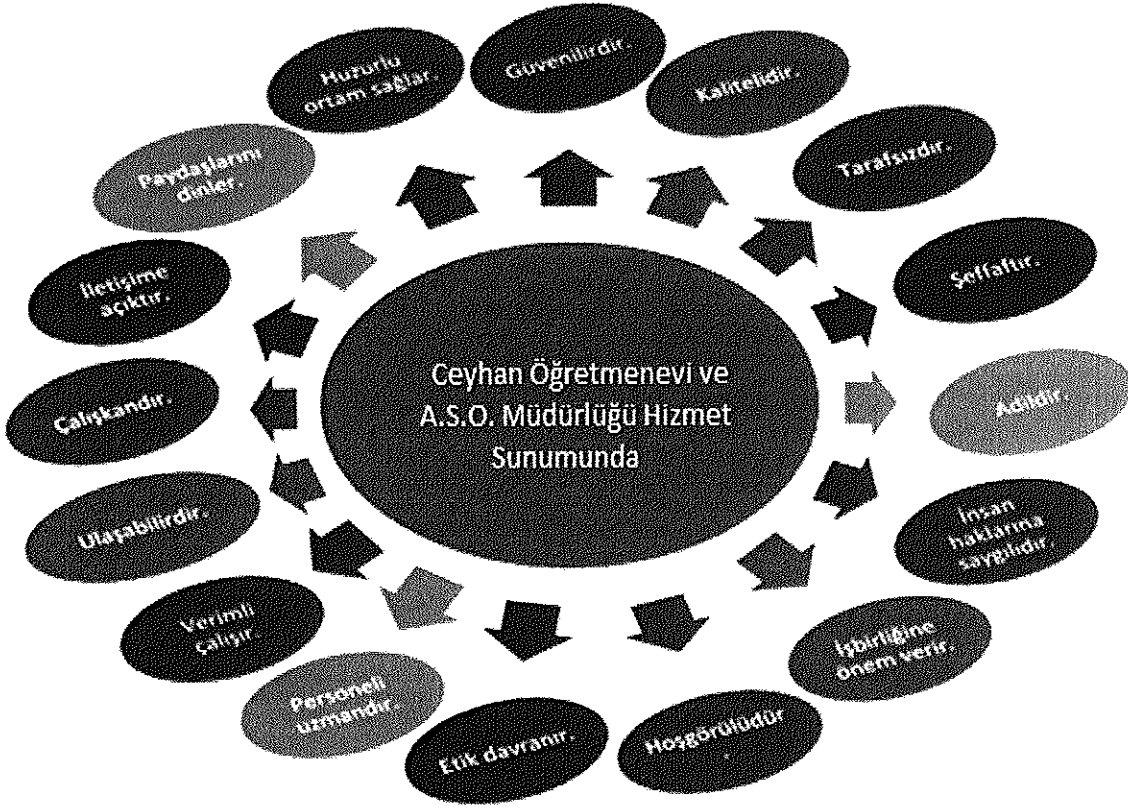 Ceyhan Öğretmenevi ve
A.S.O. Müdürlüğü Hizmet
Sunumunda
Güvenilirdir.
Kalitelidir.
Tarafsızdır.
Şeffaftır.
Adildir.
İnsan
haklarına
saygılıdır.
İşbirliğine
önem verir.
Hoşgörülüdür
.
Etik davranır.
Personeli
uzmandır.
Verimli
çalışır.
Ulaşabilirdir.
Çalışkandır.
İletişime
açıktır.
Paydaşlarını
dinler.
Huzurlu
ortam sağlar.